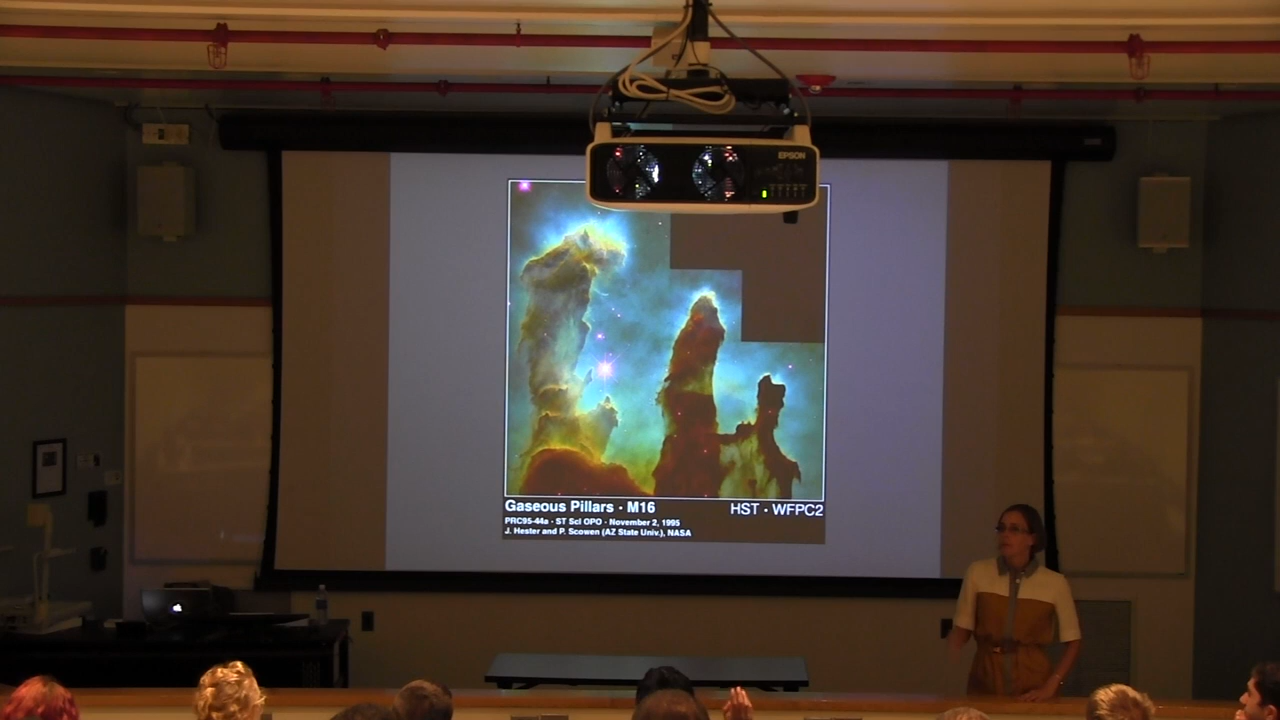 EPSON
Gaseous Pillars · M16
HST · WFPC2
PRC95-44a · ST ScI OPO · November 2, 1995
J. Hester and P. Scowen (AZ State Univ.), NASA